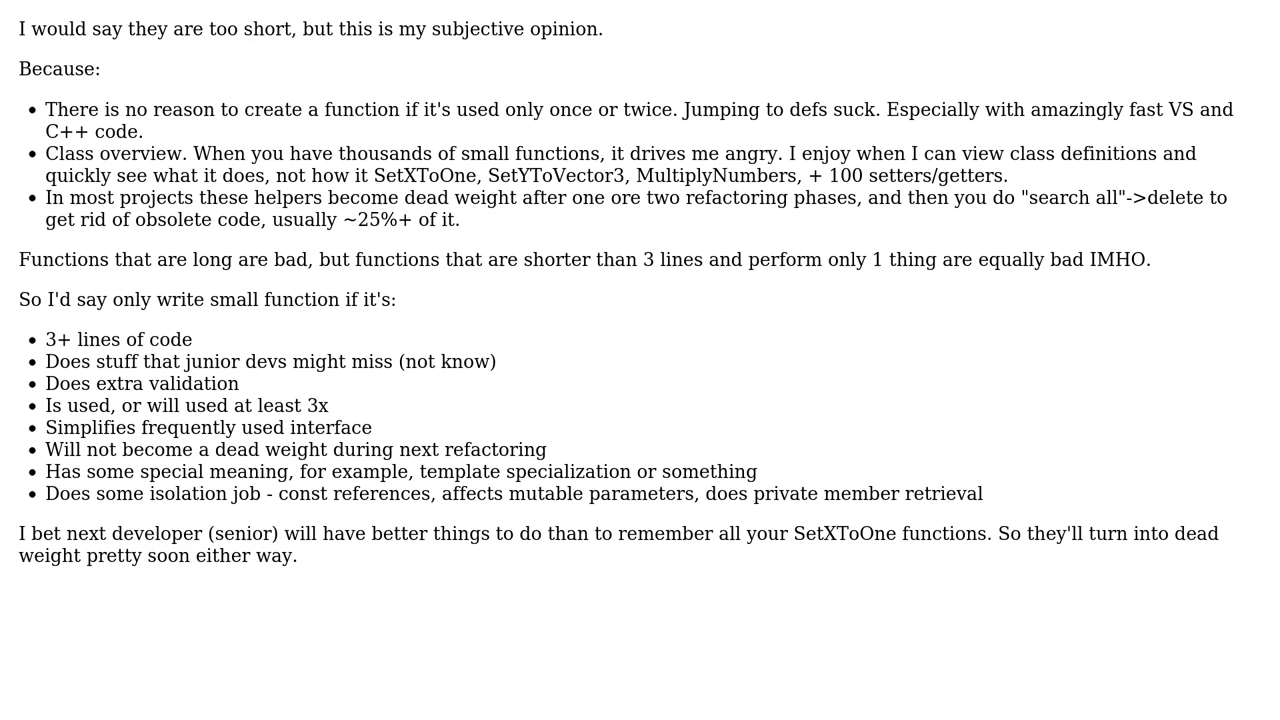 I would say they are too short, but this is my subjective opinion.
Because:
• There is no reason to create a function if it's used only once or twice. Jumping to defs suck. Especially with amazingly fast VS and
C++ code.
• Class overview. When you have thousands of small functions, it drives me angry. I enjoy when I can view class definitions and
quickly see what it does, not how it SetXToOne, SetYToVector3, MultiplyNumbers, + 100 setters/getters.
• In most projects these helpers become dead weight after one ore two refactoring phases, and then you do "search all"->delete to
get rid of obsolete code, usually ~25%+ of it.
Functions that are long are bad, but functions that are shorter than 3 lines and perform only 1 thing are equally bad IMHO.
So I'd say only write small function if it's:
• 3+ lines of code
• Does stuff that junior devs might miss (not know)
• Does extra validation
• Is used, or will used at least 3x
• Simplifies frequently used interface
• Will not become a dead weight during next refactoring
• Has some special meaning, for example, template specialization or something
• Does some isolation job - const references, affects mutable parameters, does private member retrieval
I bet next developer (senior) will have better things to do than to remember all your SetXToOne functions. So they'll turn into dead
weight pretty soon either way.